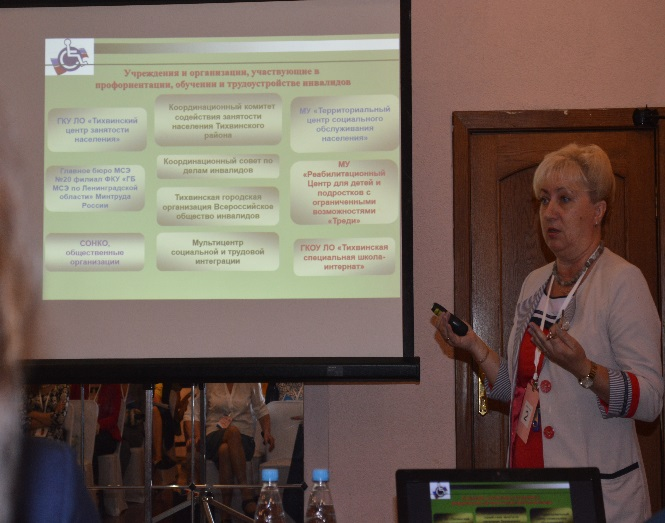 Учреждения и организации, участвующие в
профориентации, обучении и трудоустройстве инвалидов
ГКУ ЛО «Тихвинский
центр занятости
населения»
Координационный комитет
содействия занятости
населения Тихвинского
района
МУ «Территориальный
центр социального
обслуживания
населения»
Главное бюро МСЭ
№20 филиал ФКУ «ГБ
МСЭ по Ленинградской
области» Минтруда
России
Координационный совет по
делам инвалидов
Тихвинская городская
организация Всероссийское
общество инвалидов
МУ
«Реабилитационный
Центр для детей и
подростков с
ограниченными
возможностями
«Треди»
СОНКО,
общественные
организации
Мультицентр
социальной и трудовой
интеграции
ГКОУ ЛО «Тихвинская
специальная школа-
интернат»